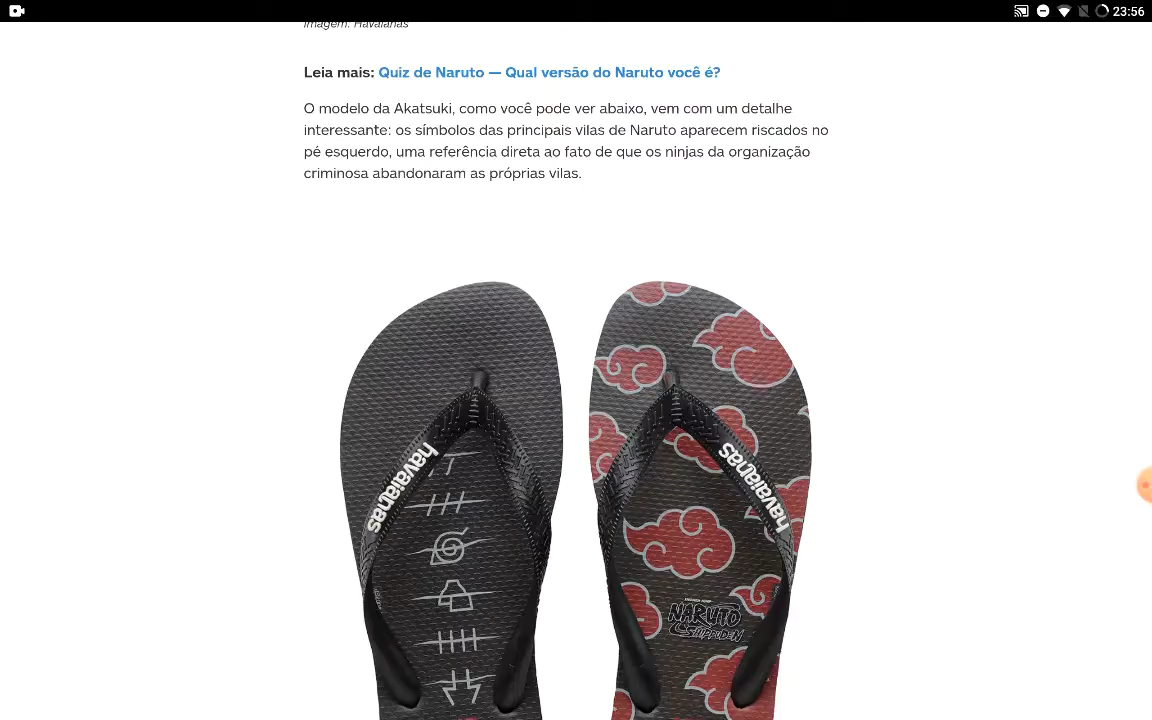 23:56
Imagem: Havaianas
Leia mais: Quiz de Naruto — Qual versão do Naruto você é?
O modelo da Akatsuki, como você pode ver abaixo, vem com um detalhe
interessante: os símbolos das principais vilas de Naruto aparecem riscados no
pé esquerdo, uma referência direta ao fato de que os ninjas da organização
criminosa abandonaram as próprias vilas.
havaianas
havaianas
NARUTO
SHIPPUDEN